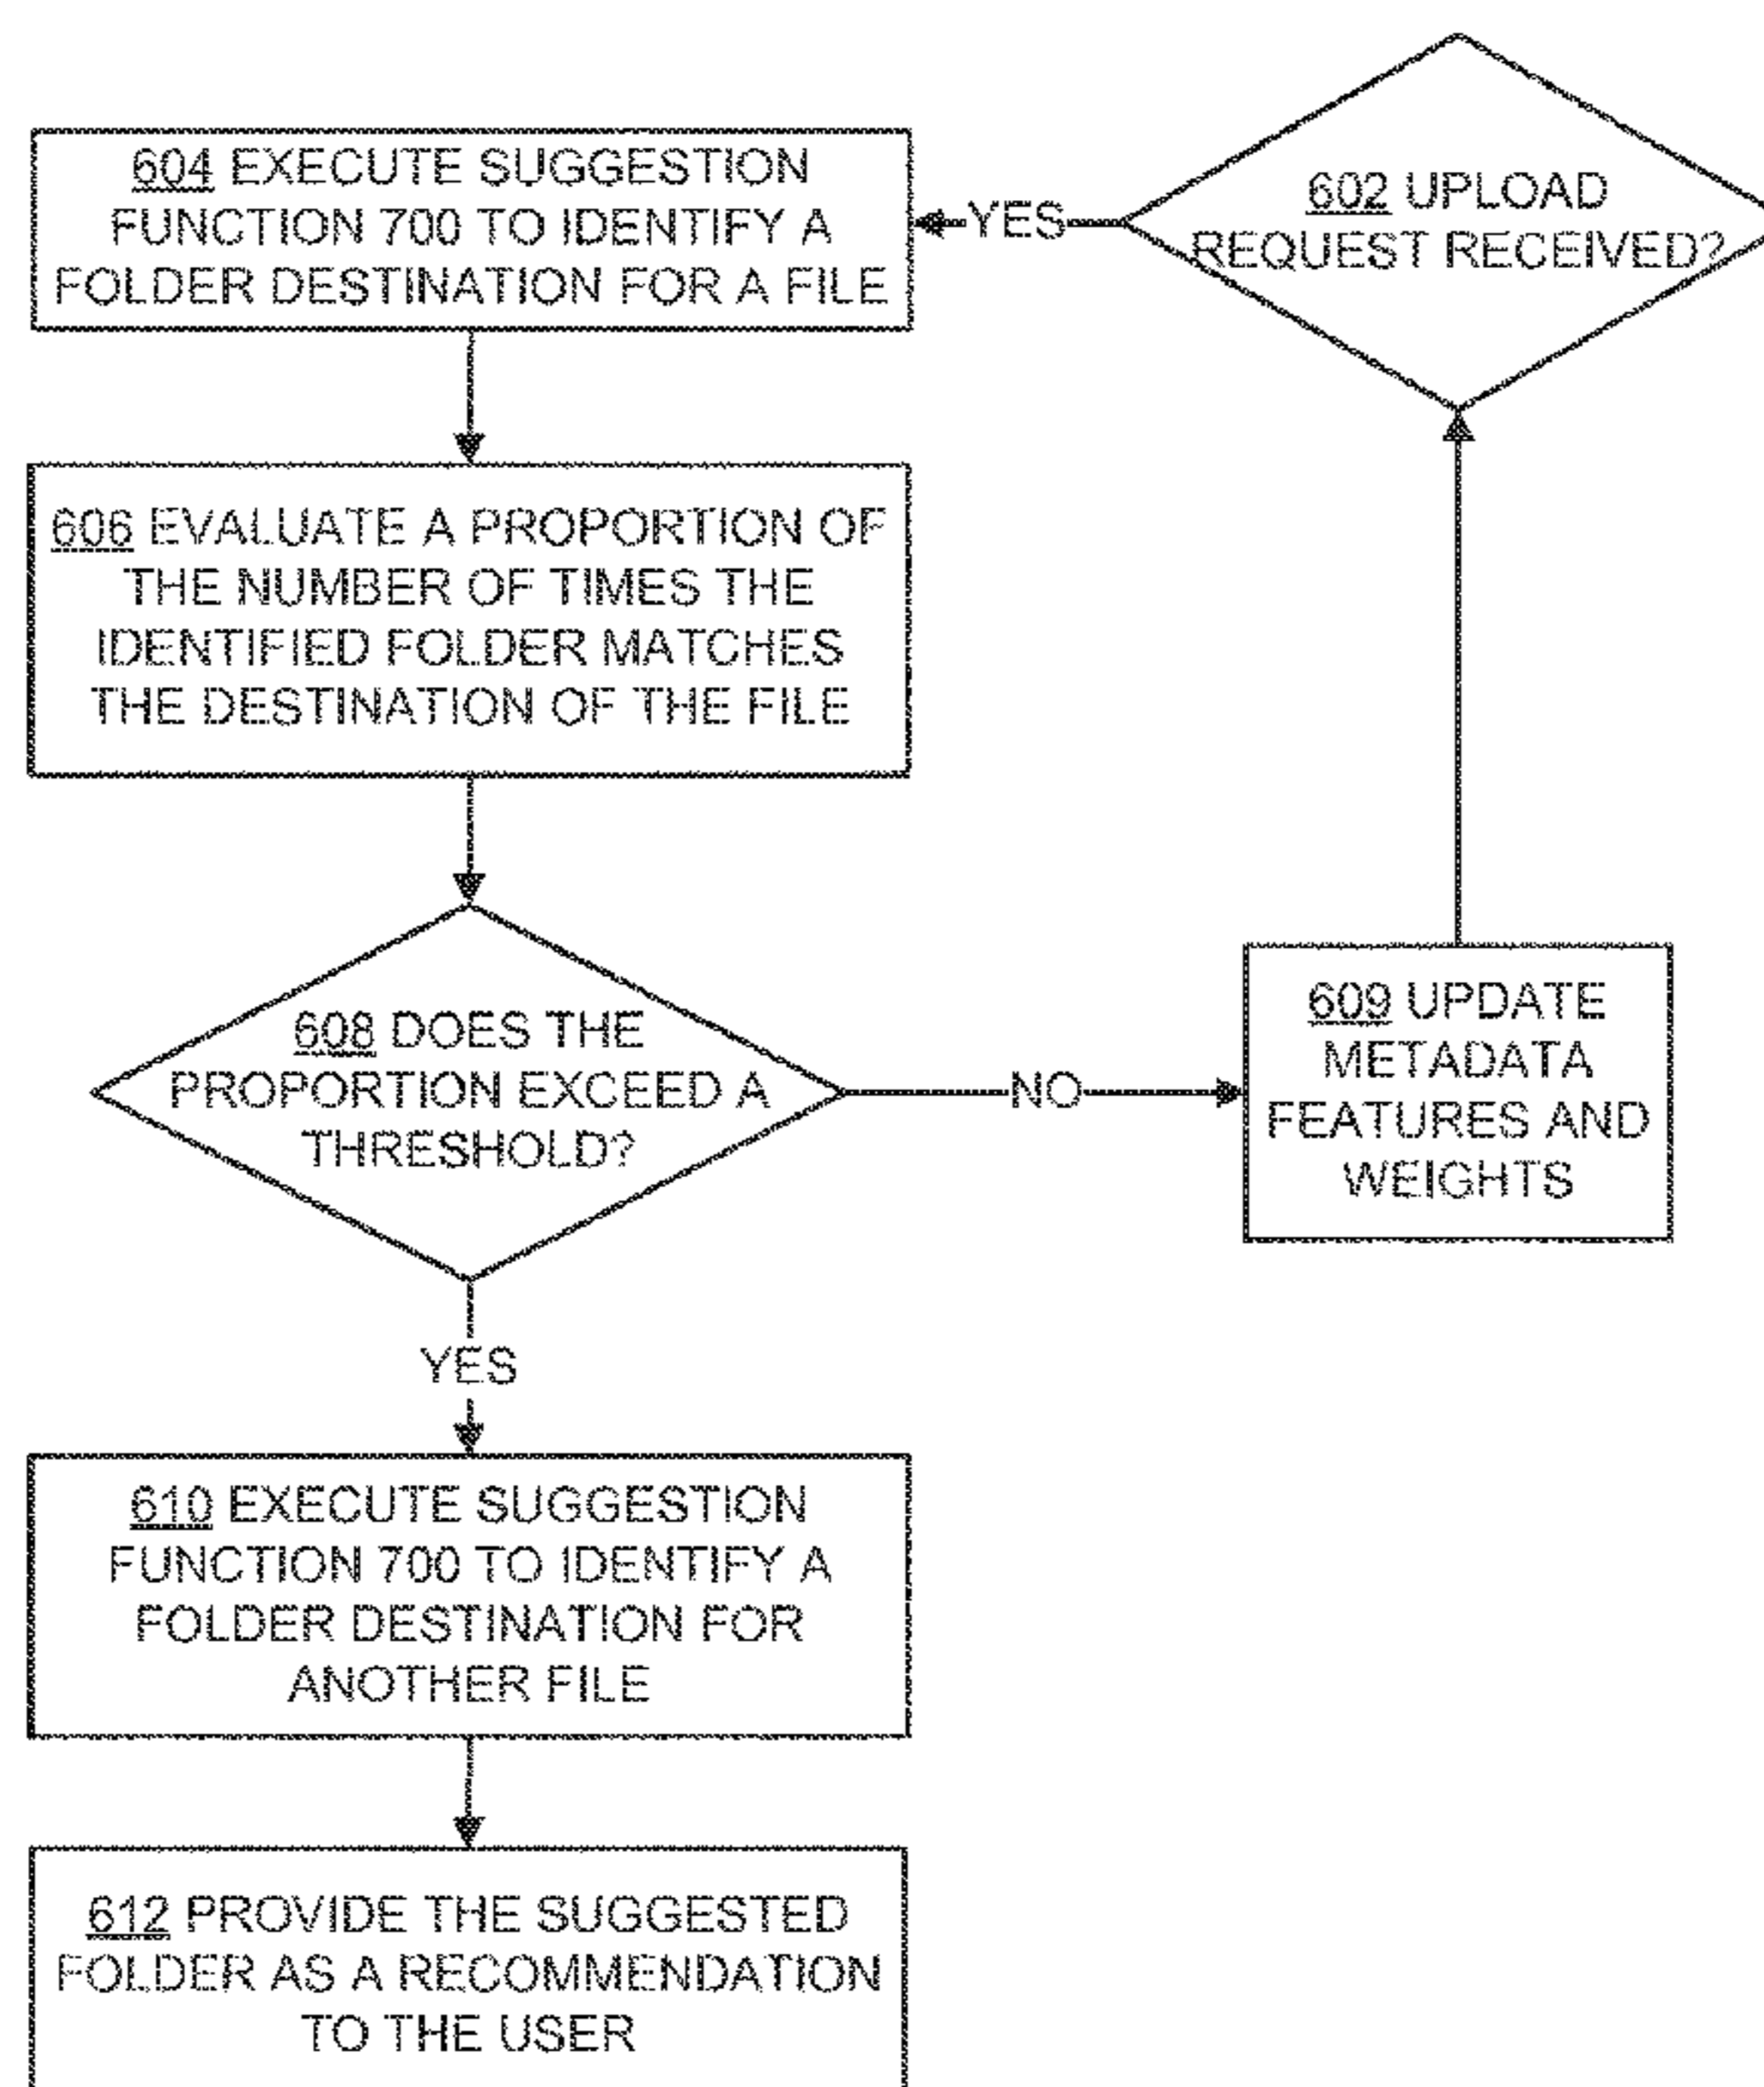 602 UPLOAD
REQUEST RECEIVED?
YES
604 EXECUTE SUGGESTION
FUNCTION 700 TO IDENTIFY A
FOLDER DESTINATION FOR A FILE
606 EVALUATE A PROPORTION OF
THE NUMBER OF TIMES THE
IDENTIFIED FOLDER MATCHES
THE DESTINATION OF THE FILE
608 DOES THE
PROPORTION EXCEED A
THRESHOLD?
NO
609 UPDATE
METADATA
FEATURES AND
WEIGHTS
YES
610 EXECUTE SUGGESTION
FUNCTION 700 TO IDENTIFY A
FOLDER DESTINATION FOR
ANOTHER FILE
612 PROVIDE THE SUGGESTED
FOLDER AS A RECOMMENDATION
TO THE USER